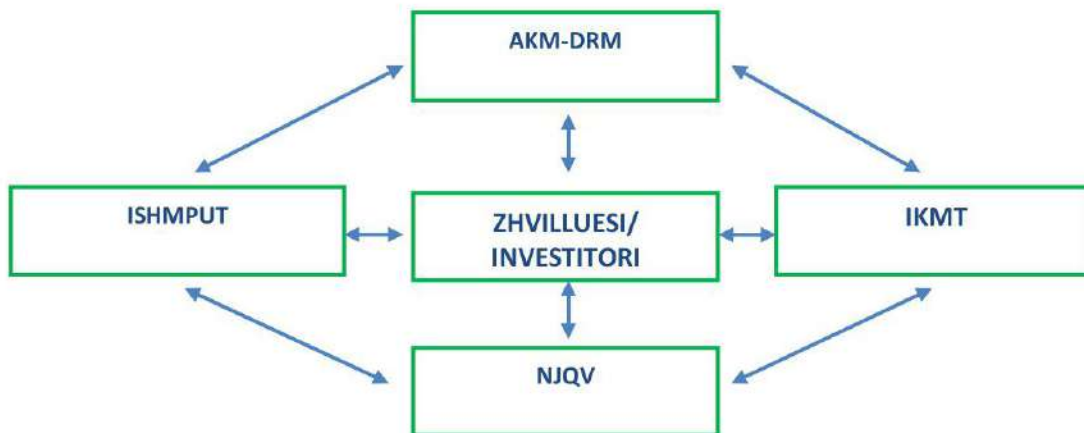 AKM-DRM
ISHMPUT
ZHVILLUESI/
INVESTITORI
IKMT
NJQV